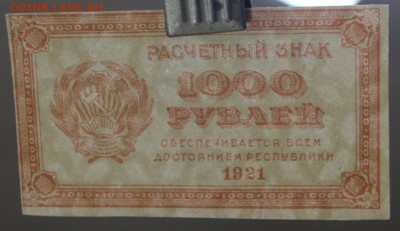 РАСЧЕТНЫЙ ЗНАК
1000
РУБЛЕЙ
ОБЕСПЕЧИВАЕТСЯ ВСЕМ
ДОСТОЯНИЕМ РЕСПУБЛИКИ
1921